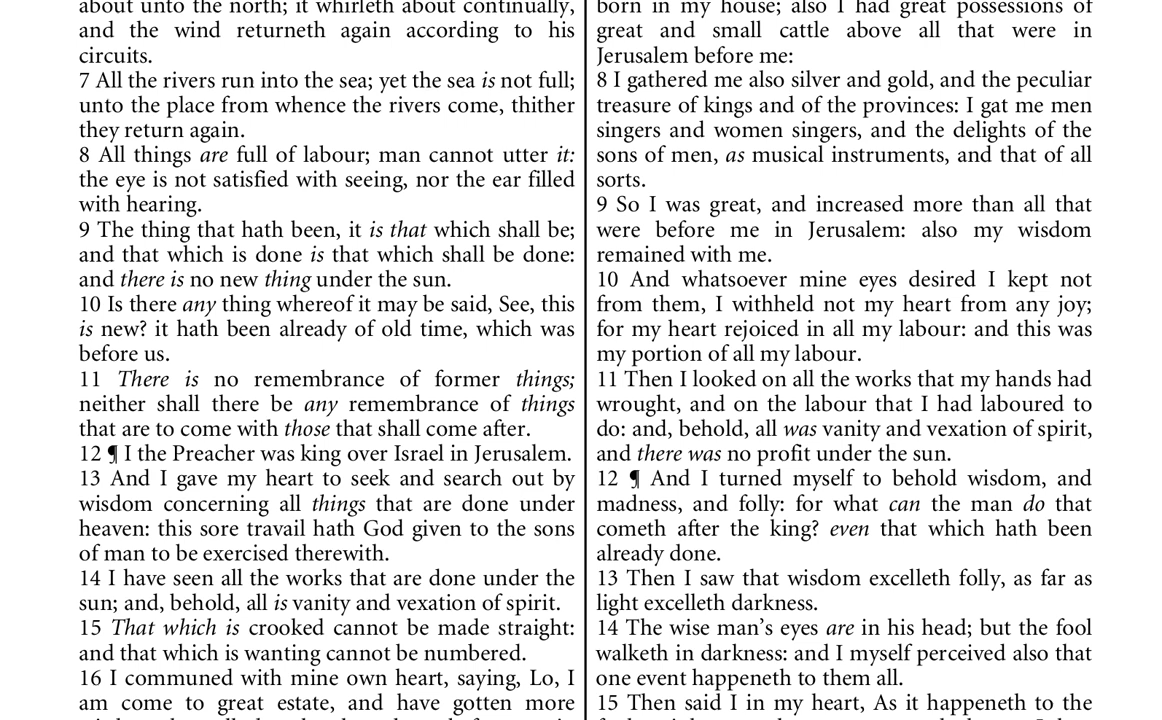 about unto the north; it whirleth about continually,
and the wind returneth again according to his
circuits.
7 All the rivers run into the sea; yet the sea is not full;
unto the place from whence the rivers come, thither
they return again.
8 All things are full of labour; man cannot utter it:
the eye is not satisfied with seeing, nor the ear filled
with hearing.
9 The thing that hath been, it is that which shall be;
and that which is done is that which shall be done:
and there is no new thing under the sun.
10 Is there any thing whereof it may be said, See, this
is new? it hath been already of old time, which was
before us.
11 There is no remembrance of former things;
neither shall there be any remembrance of things
that are to come with those that shall come after.
12 ¶ I the Preacher was king over Israel in Jerusalem.
13 And I gave my heart to seek and search out by
wisdom concerning all things that are done under
heaven: this sore travail hath God given to the sons
of man to be exercised therewith.
14 I have seen all the works that are done under the
sun; and, behold, all is vanity and vexation of spirit.
15 That which is crooked cannot be made straight:
and that which is wanting cannot be numbered.
16 I communed with mine own heart, saying, Lo, I
am come to great estate, and have gotten more
born in my house; also I had great possessions of
great and small cattle above all that were in
Jerusalem before me:
8 I gathered me also silver and gold, and the peculiar
treasure of kings and of the provinces: I gat me men
singers and women singers, and the delights of the
sons of men, as musical instruments, and that of all
sorts.
9 So I was great, and increased more than all that
were before me in Jerusalem: also my wisdom
remained with me.
10 And whatsoever mine eyes desired I kept not
from them, I withheld not my heart from any joy;
for my heart rejoiced in all my labour: and this was
my portion of all my labour.
11 Then I looked on all the works that my hands had
wrought, and on the labour that I had laboured to
do: and, behold, all was vanity and vexation of spirit,
and there was no profit under the sun.
12 ¶ And I turned myself to behold wisdom, and
madness, and folly: for what can the man do that
cometh after the king? even that which hath been
already done.
13 Then I saw that wisdom excelleth folly, as far as
light excelleth darkness.
14 The wise man's eyes are in his head; but the fool
walketh in darkness: and I myself perceived also that
one event happeneth to them all.
15 Then said I in my heart, As it happeneth to the